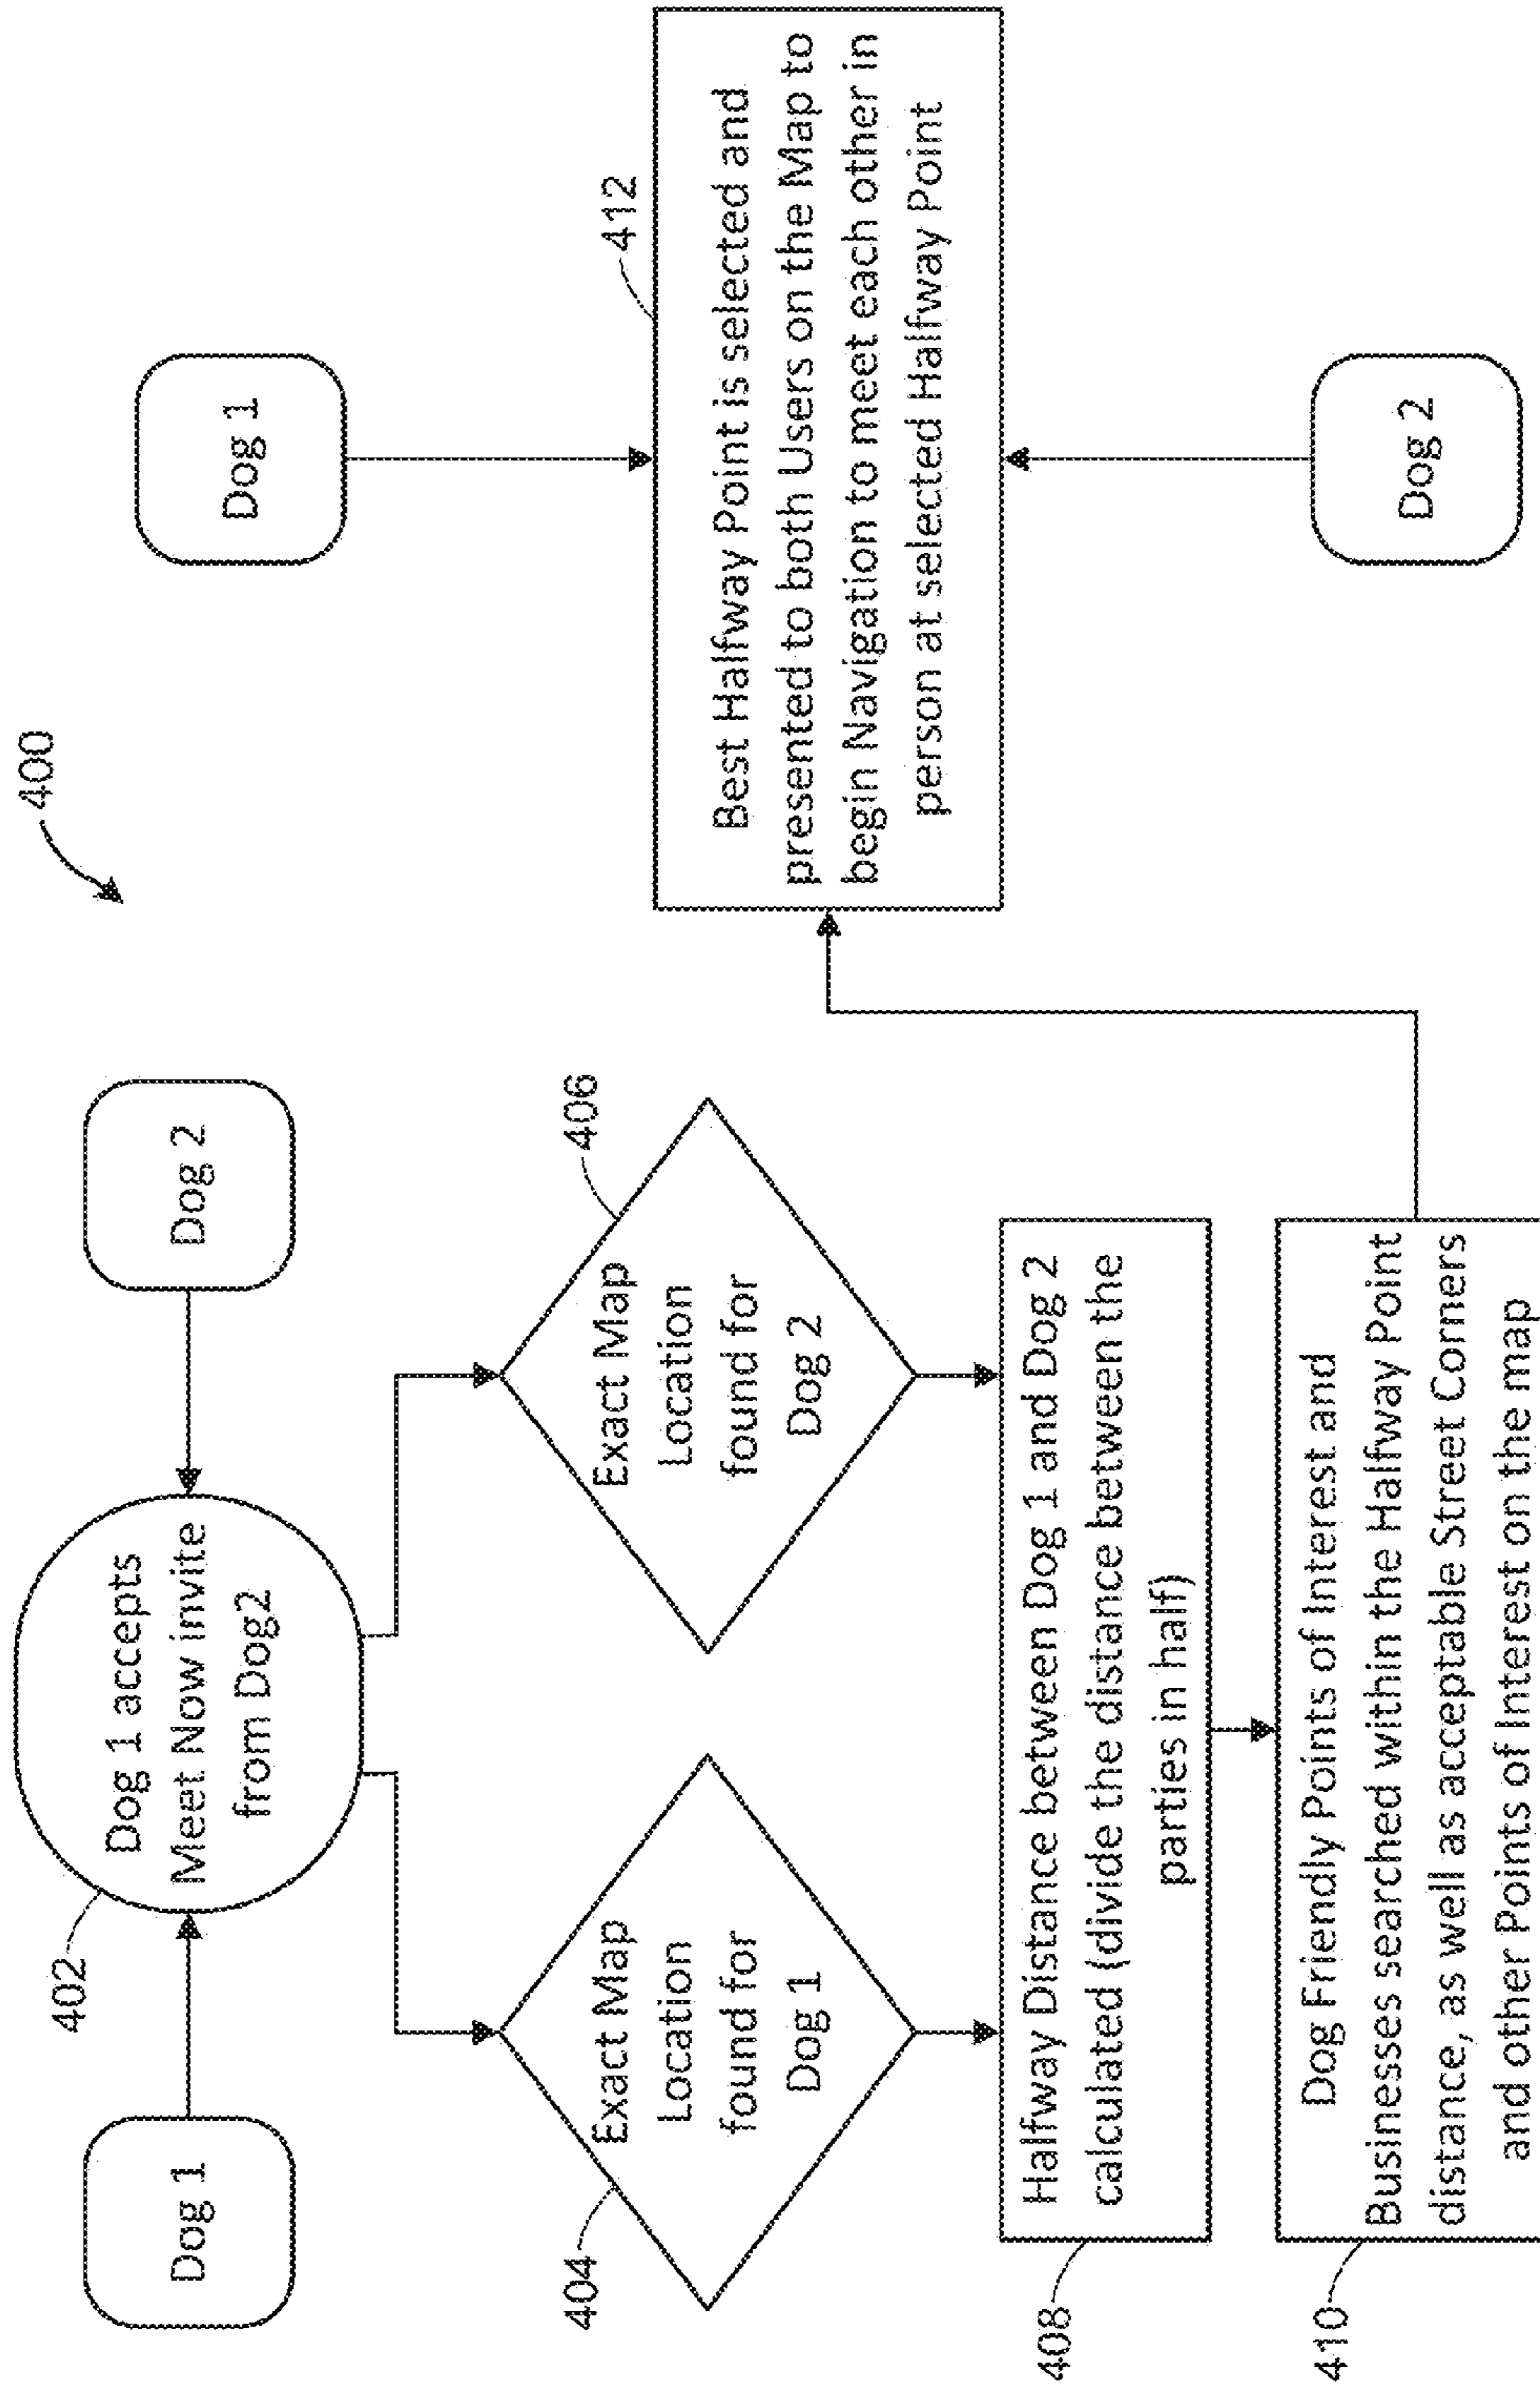 400
Dog 1
402
Dog 1 accepts
Meet Now invite
from Dog2
Dog 2
404
Exact Map
Location
found for
Dog 1
406
Exact Map
Location
found for
Dog 2
408
Halfway Distance between Dog 1 and Dog 2
calculated (divide the distance between the
parties in half)
410
Dog Friendly Points of Interest and
Businesses searched within the Halfway Point
distance, as well as acceptable Street Corners
and other Points of Interest on the map
Dog 1
412
Best Halfway Point is selected and
presented to both Users on the Map to
begin Navigation to meet each other in
person at selected Halfway Point
Dog 2